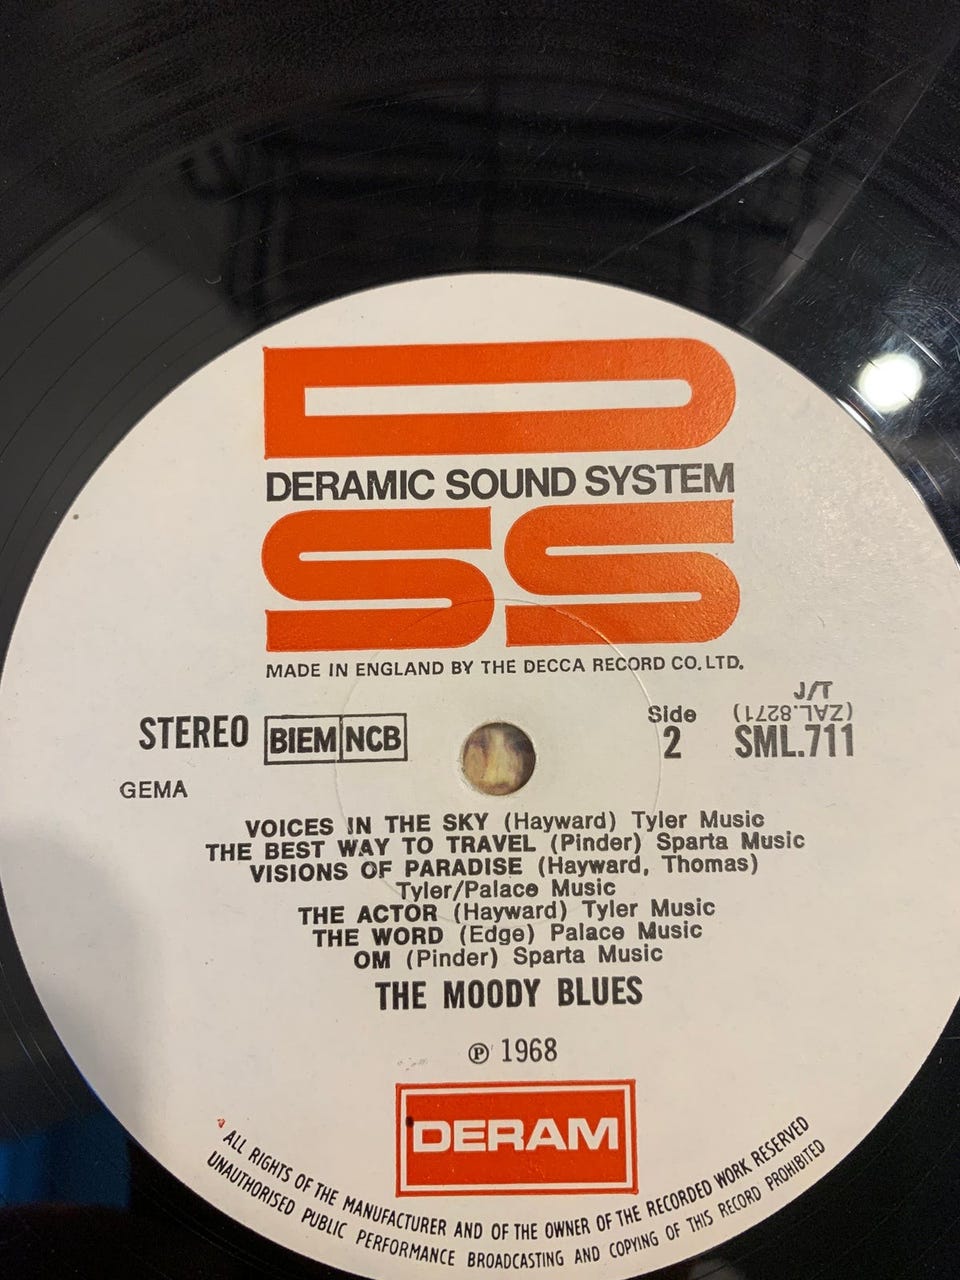 D
DERAMIC SOUND SYSTEM
SS
MADE IN ENGLAND BY THE DECCA RECORD CO. LTD.
STEREO BIEM NCB
GEMA
Side
2
J/T
(ZAL.8271)
SML.711
VOICES IN THE SKY (Hayward) Tyler Music
THE BEST WAY TO TRAVEL (Pinder) Sparta Music
VISIONS OF PARADISE (Hayward, Thomas)
Tyler/Palace Music
THE ACTOR (Hayward) Tyler Music
THE WORD (Edge) Palace Music
OM (Pinder) Sparta Music
THE MOODY BLUES
℗ 1968
DERAM
ALL RIGHTS OF THE MANUFACTURER AND OF THE OWNER OF THE RECORDED WORK RESERVED
UNAUTHORISED PUBLIC PERFORMANCE BROADCASTING AND COPYING OF THIS RECORD PROHIBITED